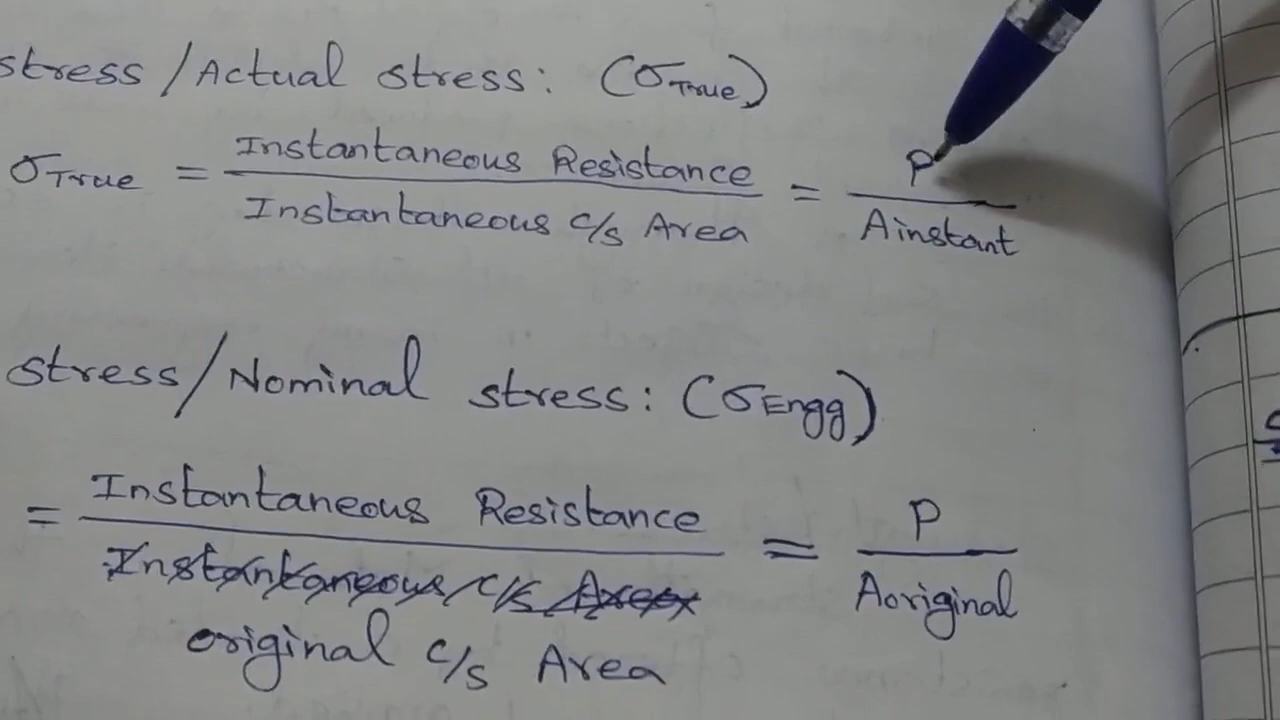 stress / Actual stress: (σTrue)
σTrue = Instantaneous Resistance / Instantaneous c/s Area = P / Ainstant
stress / Nominal stress: (σEngg)
= Instantaneous Resistance / Instantaneous c/s Area = P / Aoriginal
original c/s Area